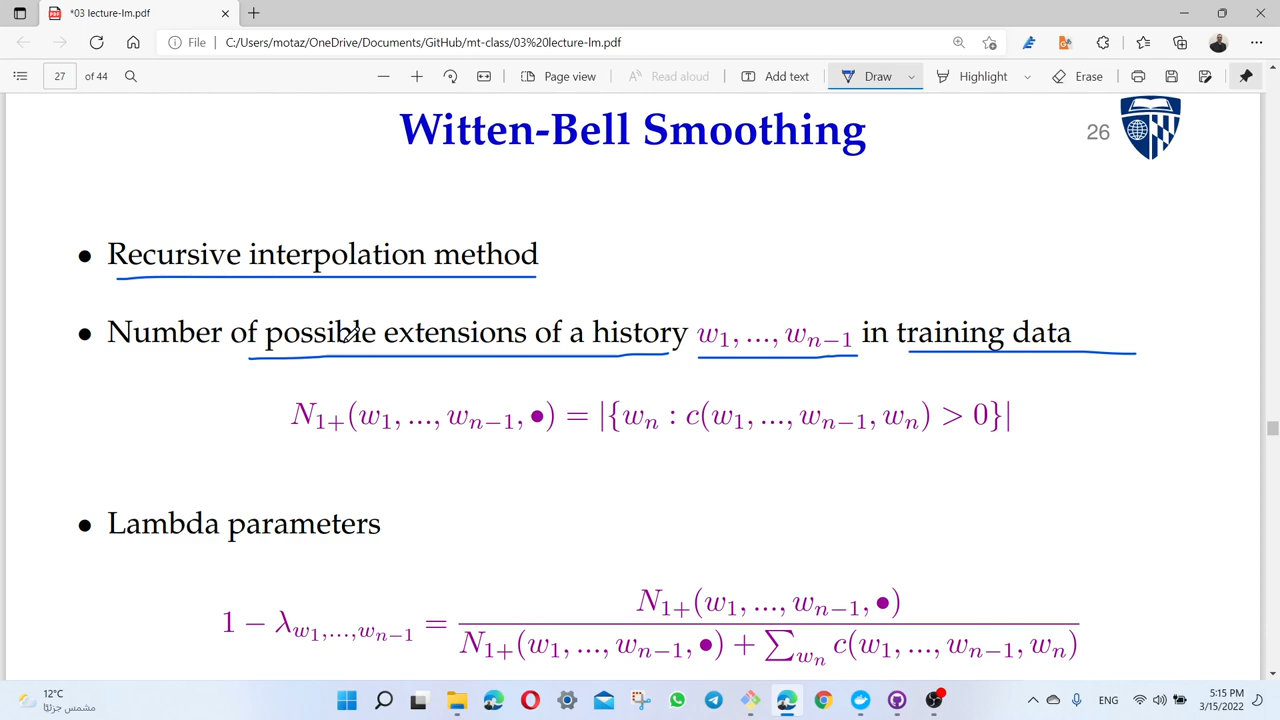 *03 lecture-lm.pdf
File C:/Users/motaz/OneDrive/Documents/GitHub/mt-class/03%20lecture-lm.pdf
27 of 44 Page view Read aloud Add text Draw Highlight Erase
Witten-Bell Smoothing 26
• Recursive interpolation method
• Number of possible extensions of a history w₁, ..., wₙ₋₁ in training data
N₁₊(w₁, ..., wₙ₋₁, •) = |{wₙ : c(w₁, ..., wₙ₋₁, wₙ) > 0}|
• Lambda parameters
1 − λ_{w₁,...,wₙ₋₁} = N₁₊(w₁, ..., wₙ₋₁, •) / (N₁₊(w₁, ..., wₙ₋₁, •) + ∑_{wₙ} c(w₁, ..., wₙ₋₁, wₙ))
12°C ENG 5:15 PM
مشمس جزئيًا 3/15/2022